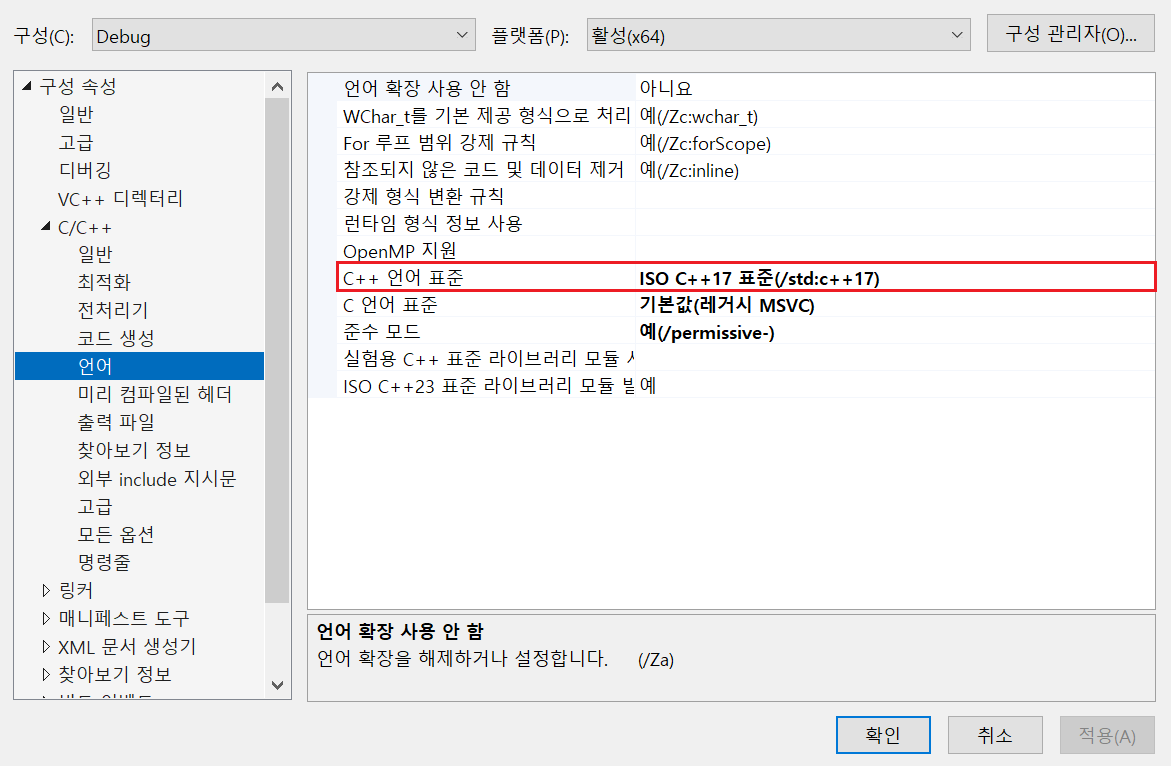 구성(C): Debug 플랫폼(P): 활성(x64) 구성 관리자(O)...
구성 속성
일반
고급
디버깅
VC++ 디렉터리
C/C++
일반
최적화
전처리기
코드 생성
언어
미리 컴파일된 헤더
출력 파일
찾아보기 정보
외부 include 지시문
고급
모든 옵션
명령줄
링커
매니페스트 도구
XML 문서 생성기
찾아보기 정보
언어 확장 사용 안 함 아니요
WChar_t를 기본 제공 형식으로 처리 예(/Zc:wchar_t)
For 루프 범위 강제 규칙 예(/Zc:forScope)
참조되지 않은 코드 및 데이터 제거 예(/Zc:inline)
강제 형식 변환 규칙
런타임 형식 정보 사용
OpenMP 지원
C++ 언어 표준 ISO C++17 표준(/std:c++17)
C 언어 표준 기본값(레거시 MSVC)
준수 모드 예(/permissive-)
실험용 C++ 표준 라이브러리 모듈
ISO C++23 표준 라이브러리 모듈 예
언어 확장 사용 안 함
언어 확장을 해제하거나 설정합니다. (/Za)
확인 취소 적용(A)